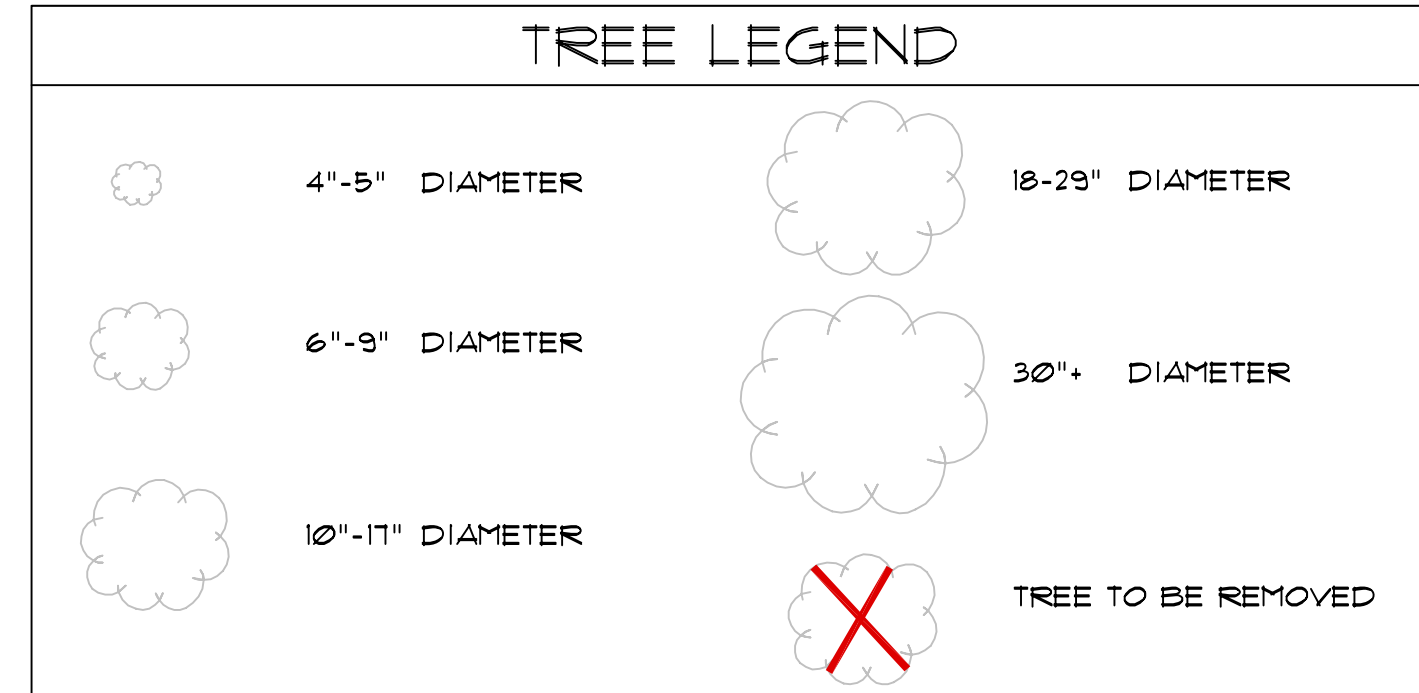 TREE LEGEND
4"-5" DIAMETER
6"-9" DIAMETER
10"-17" DIAMETER
18-29" DIAMETER
30"+ DIAMETER
TREE TO BE REMOVED